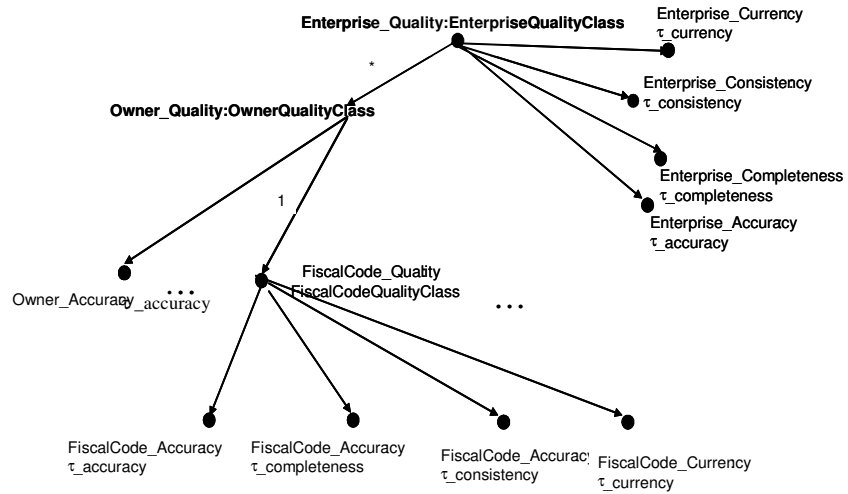 Enterprise_Quality:EnterpriseQualityClass
Enterprise_Currency
τ_currency
*
Enterprise_Consistency
τ_consistency
Owner_Quality:OwnerQualityClass
Enterprise_Completeness
τ_completeness
1
Enterprise_Accuracy
τ_accuracy
FiscalCode_Quality
FiscalCodeQualityClass
Owner_Accuracy
...
τ_accuracy
...
FiscalCode_Accuracy
τ_accuracy
FiscalCode_Accuracy
τ_completeness
FiscalCode_Accuracy
τ_consistency
FiscalCode_Currency
τ_currency